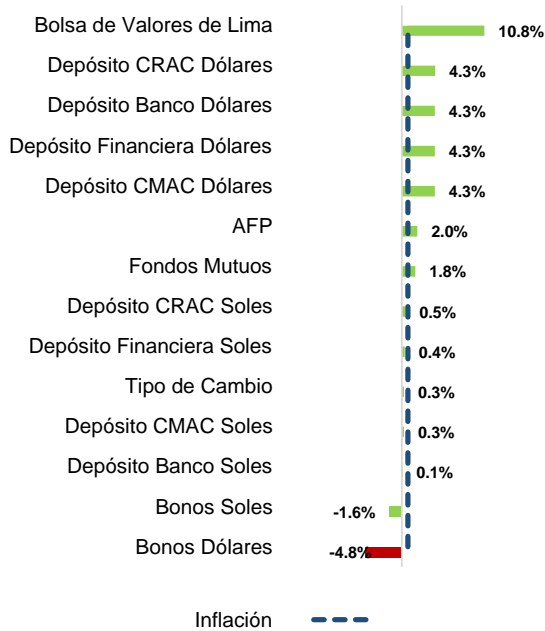 Bolsa de Valores de Lima 10.8%
Depósito CRAC Dólares 4.3%
Depósito Banco Dólares 4.3%
Depósito Financiera Dólares 4.3%
Depósito CMAC Dólares 4.3%
AFP 2.0%
Fondos Mutuos 1.8%
Depósito CRAC Soles 0.5%
Depósito Financiera Soles 0.4%
Tipo de Cambio 0.3%
Depósito CMAC Soles 0.3%
Depósito Banco Soles 0.1%
Bonos Soles -1.6%
Bonos Dólares -4.8%
Inflación